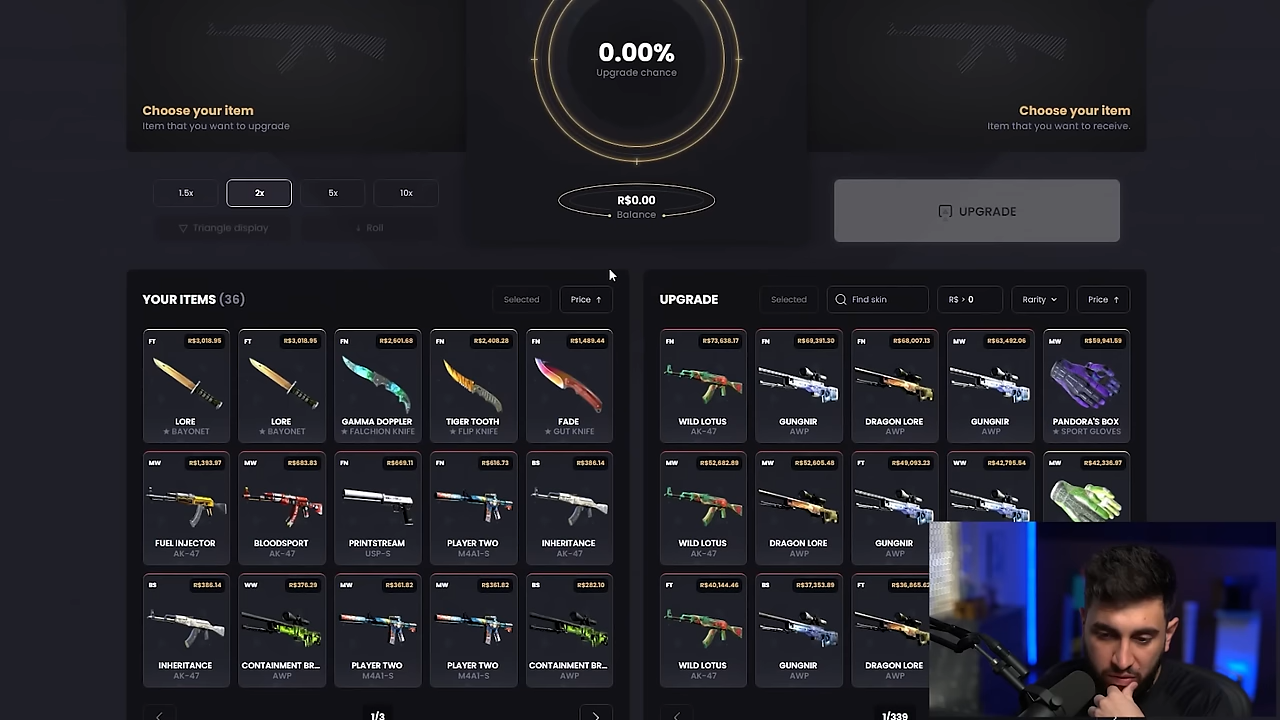 0.00%
Upgrade chance
Choose your item
Item that you want to upgrade
Choose your item
Item that you want to receive.
1.5x
2x
5x
10x
Triangle display
Roll
R$0.00
Balance
UPGRADE
YOUR ITEMS (36)
Selected
Price ↑
FT R$3,018.95
LORE
★ BAYONET
FT R$3,018.95
LORE
★ BAYONET
FN R$2,601.68
GAMMA DOPPLER
★ FALCHION KNIFE
FN R$2,408.28
TIGER TOOTH
★ FLIP KNIFE
FN R$1,489.44
FADE
★ GUT KNIFE
MW R$1,393.97
FUEL INJECTOR
AK-47
MW R$683.83
BLOODSPORT
AK-47
FN R$669.11
PRINTSTREAM
USP-S
FN R$616.73
PLAYER TWO
M4A1-S
BS R$386.14
INHERITANCE
AK-47
BS R$386.14
INHERITANCE
AK-47
WW R$376.29
CONTAINMENT BR...
AWP
MW R$361.82
PLAYER TWO
M4A1-S
MW R$361.82
PLAYER TWO
M4A1-S
BS R$282.10
CONTAINMENT BR...
AWP
1/3
UPGRADE
Selected
Find skin
R$ > 0
Rarity
Price ↑
FN R$73,638.17
WILD LOTUS
AK-47
FN R$69,391.30
GUNGNIR
AWP
FN R$68,007.13
DRAGON LORE
AWP
MW R$63,492.06
GUNGNIR
AWP
MW R$59,941.59
PANDORA'S BOX
★ SPORT GLOVES
MW R$52,682.89
WILD LOTUS
AK-47
MW R$52,605.48
DRAGON LORE
AWP
FT R$49,093.23
GUNGNIR
AWP
WW R$42,795.54
MW R$42,336.97
FT R$40,144.46
WILD LOTUS
AK-47
BS R$37,353.89
GUNGNIR
AWP
FT
DRAGON LORE
AWP
1/339